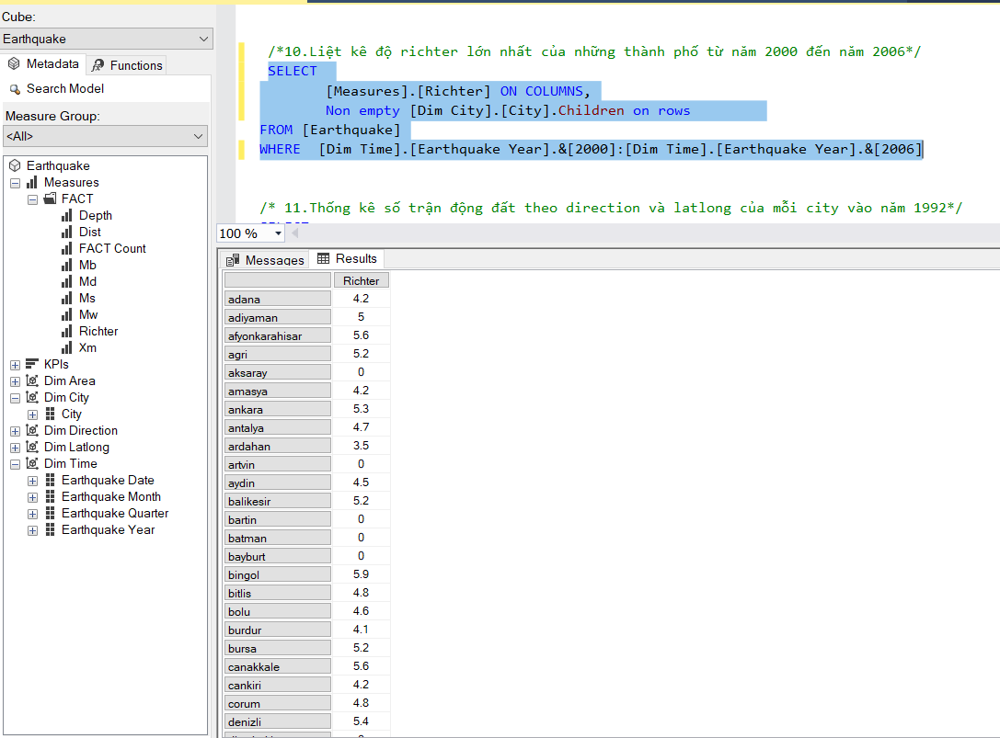 Cube:
Earthquake
Metadata
Functions
Search Model
Measure Group:
<All>
Earthquake
Measures
FACT
Depth
Dist
FACT Count
Mb
Md
Ms
Mw
Richter
Xm
KPIs
Dim Area
Dim City
City
Dim Direction
Dim Latlong
Dim Time
Earthquake Date
Earthquake Month
Earthquake Quarter
Earthquake Year
/*10.Liệt kê độ richter lớn nhất của những thành phố từ năm 2000 đến năm 2006*/
SELECT
[Measures].[Richter] ON COLUMNS,
Non empty [Dim City].[City].Children on rows
FROM [Earthquake]
WHERE [Dim Time].[Earthquake Year].&[2000]:[Dim Time].[Earthquake Year].&[2006]
/* 11.Thống kê số trận động đất theo direction và latlong của mỗi city vào năm 1992*/
100 %
Messages
Results
Richter
adana 4.2
adiyaman 5
afyonkarahisar 5.6
agri 5.2
aksaray 0
amasya 4.2
ankara 5.3
antalya 4.7
ardahan 3.5
artvin 0
aydin 4.5
balikesir 5.2
bartin 0
batman 0
bayburt 0
bingol 5.9
bitlis 4.8
bolu 4.6
burdur 4.1
bursa 5.2
canakkale 5.6
cankiri 4.2
corum 4.8
denizli 5.4